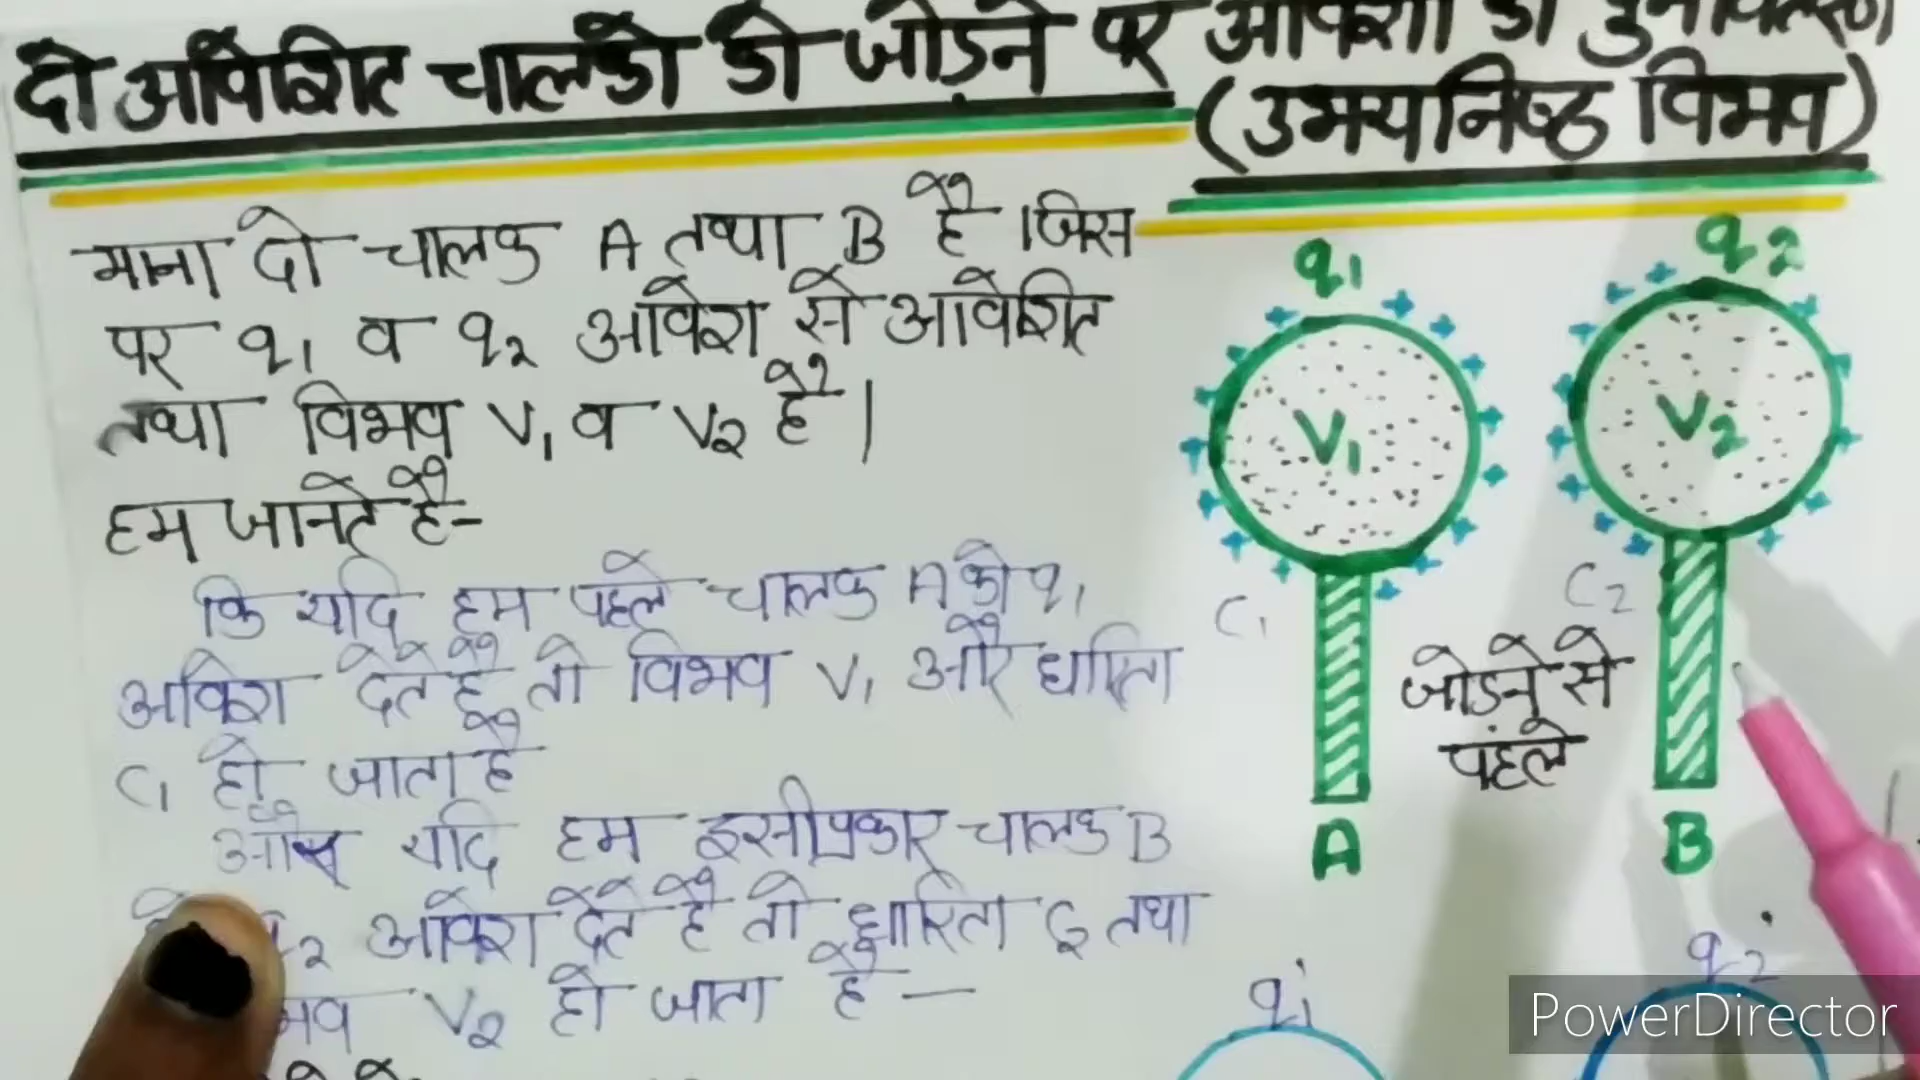 दो आवेशित चालको को जोड़ने पर आवेशो का पुनर्वितरण
(उभयनिष्ठ विभव)
माना दो चालक A तथा B है । जिस
पर q1 व q2 आवेश से आवेशित
तथा विभव V1 व V2 है ।
हम जानते है-
कि यदि हम पहले चालक A को q1
आवेश देते है तो विभव V1 और धारिता
C1 हो जाता है
और यदि हम इसीप्रकार चालक B
2 आवेश देते है तो धारिता C2 तथा
V2 हो जाता है —
q1
q2
V1
V2
C1
C2
जोडने से
पहले
A
B
q1'
q2'
PowerDirector